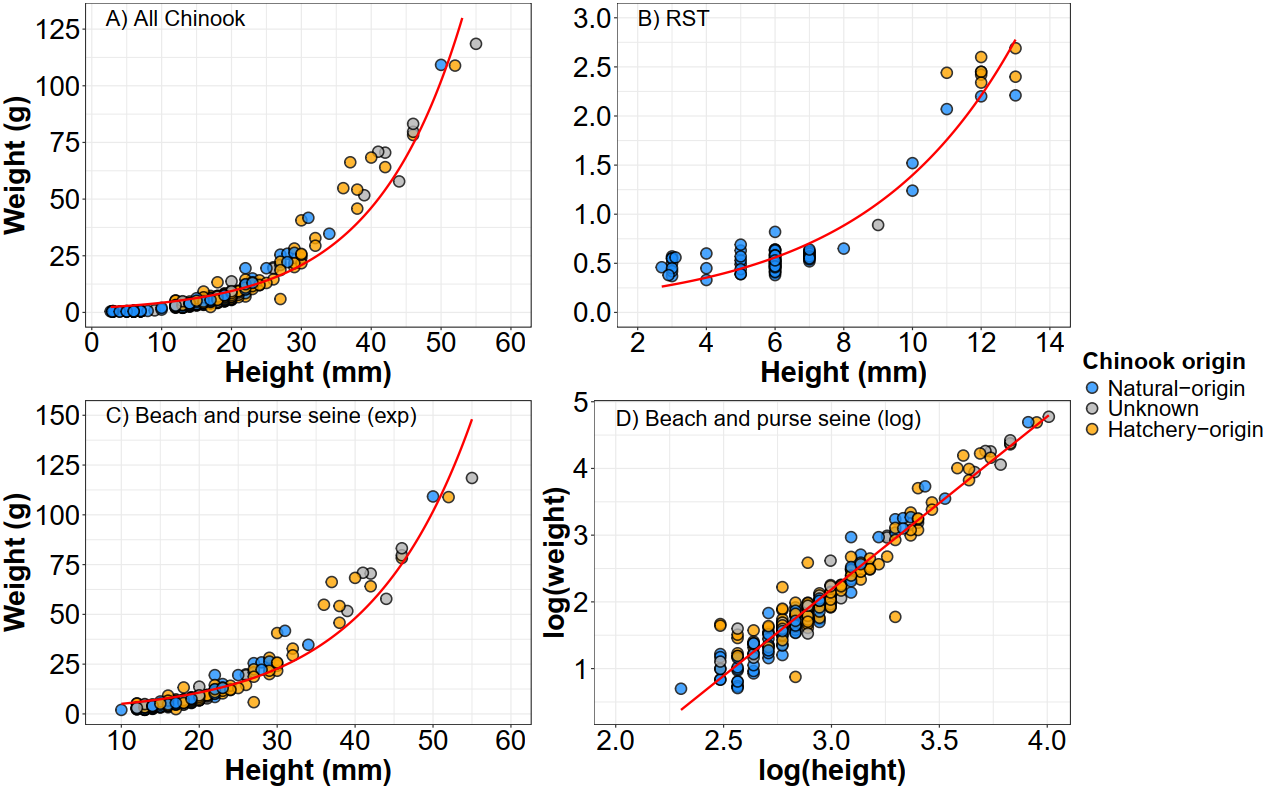 A) All Chinook
Weight (g)
125
100
75
50
25
0
0 10 20 30 40 50 60
Height (mm)
B) RST
3.0
2.5
2.0
1.5
1.0
0.5
0.0
2 4 6 8 10 12 14
Height (mm)
Chinook origin
Natural−origin
Unknown
Hatchery−origin
C) Beach and purse seine (exp)
Weight (g)
150
125
100
75
50
25
0
10 20 30 40 50 60
Height (mm)
D) Beach and purse seine (log)
log(weight)
5
4
3
2
1
2.0 2.5 3.0 3.5 4.0
log(height)